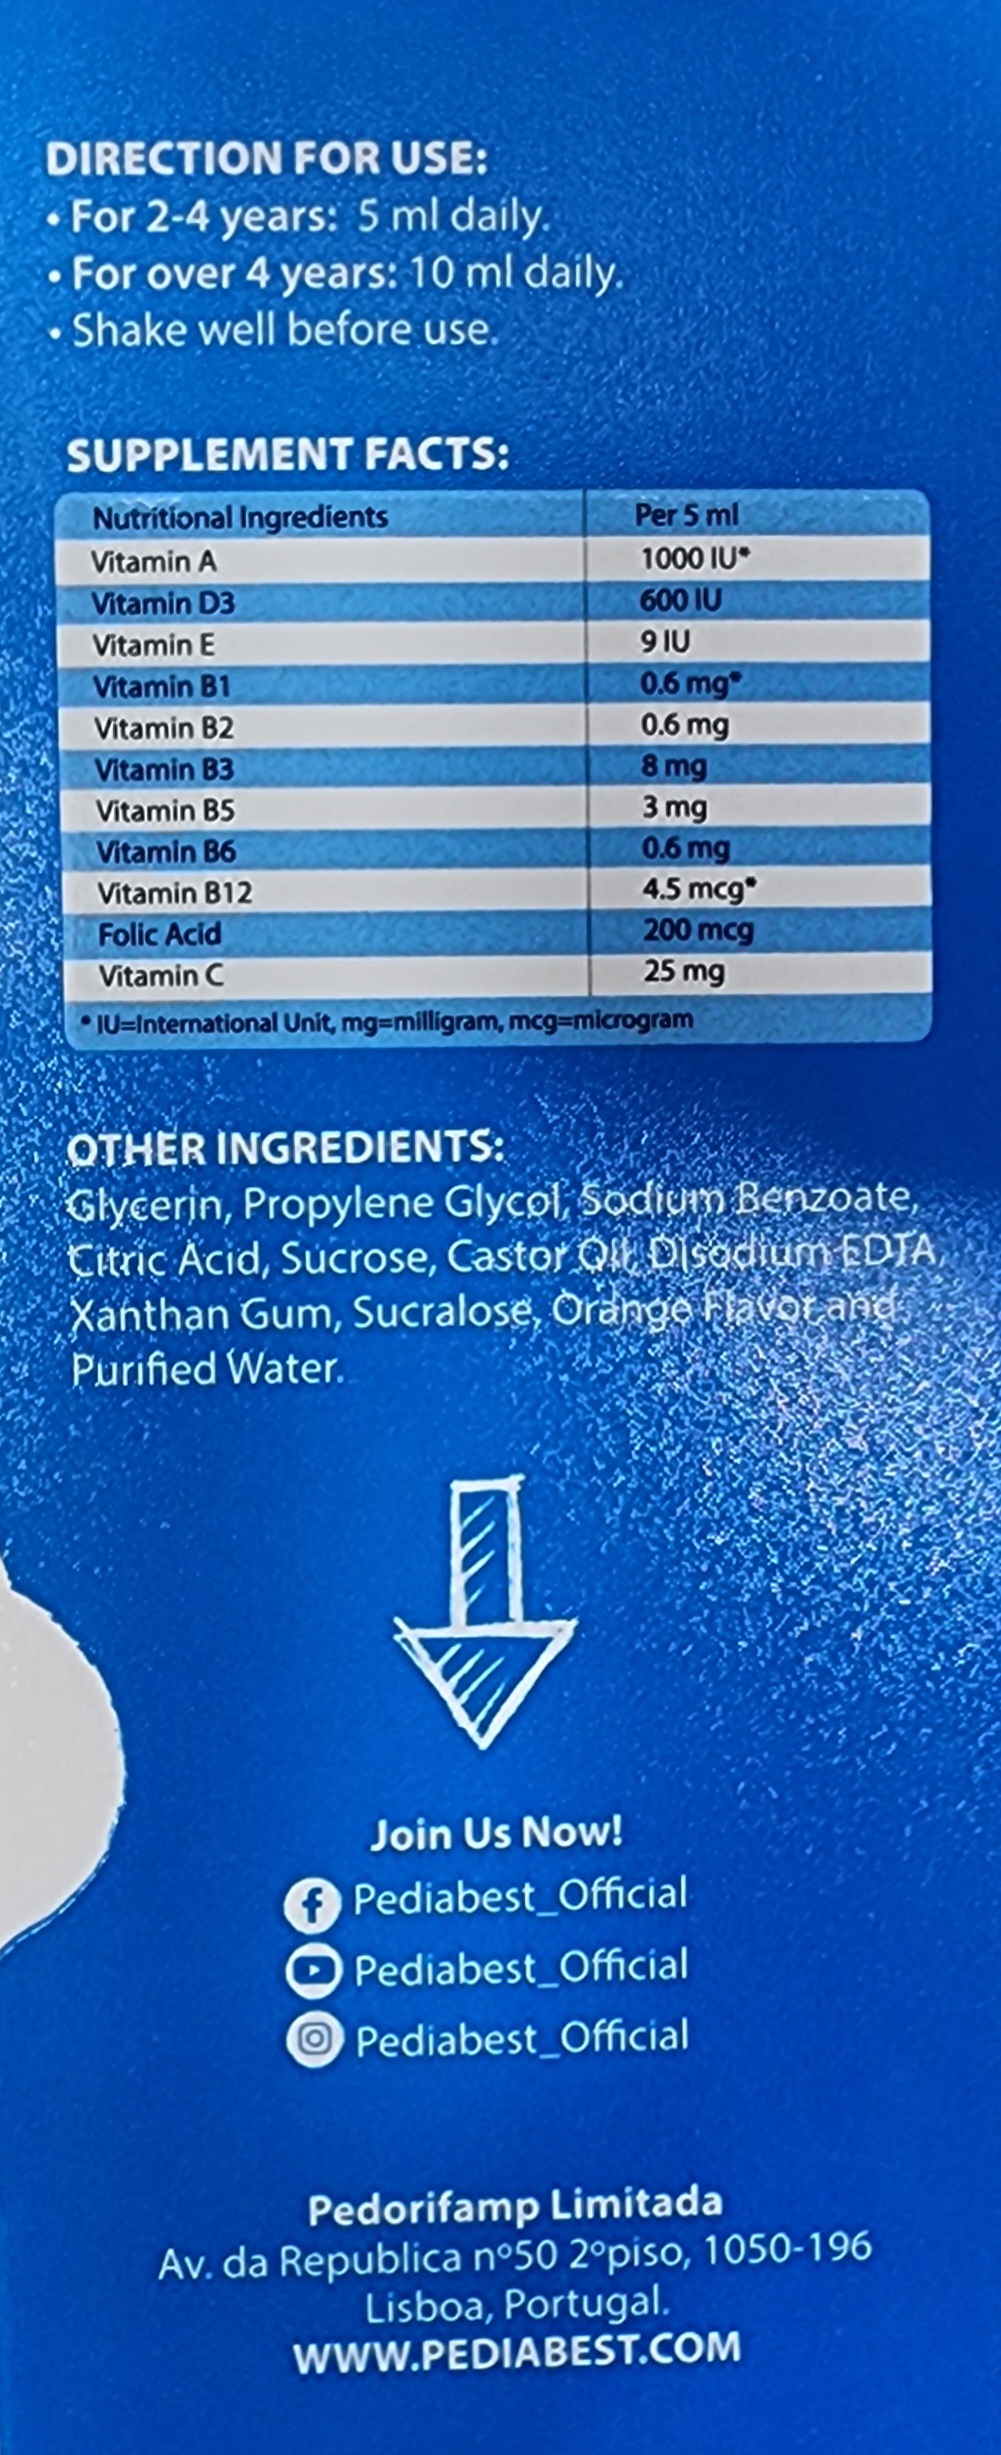 DIRECTION FOR USE:
• For 2-4 years: 5 ml daily.
• For over 4 years: 10 ml daily.
• Shake well before use.
SUPPLEMENT FACTS:
Nutritional Ingredients Per 5 ml
Vitamin A 1000 IU*
Vitamin D3 600 IU
Vitamin E 9 IU
Vitamin B1 0.6 mg*
Vitamin B2 0.6 mg
Vitamin B3 8 mg
Vitamin B5 3 mg
Vitamin B6 0.6 mg
Vitamin B12 4.5 mcg*
Folic Acid 200 mcg
Vitamin C 25 mg
* IU=International Unit, mg=milligram, mcg=microgram
OTHER INGREDIENTS:
Glycerin, Propylene Glycol, Sodium Benzoate,
Citric Acid, Sucrose, Castor Oil, Disodium EDTA,
Xanthan Gum, Sucralose, Orange Flavor and
Purified Water.
Join Us Now!
Pediabest_Official
Pediabest_Official
Pediabest_Official
Pedorifamp Limitada
Av. da Republica nº50 2ºpiso, 1050-196
Lisboa, Portugal.
WWW.PEDIABEST.COM